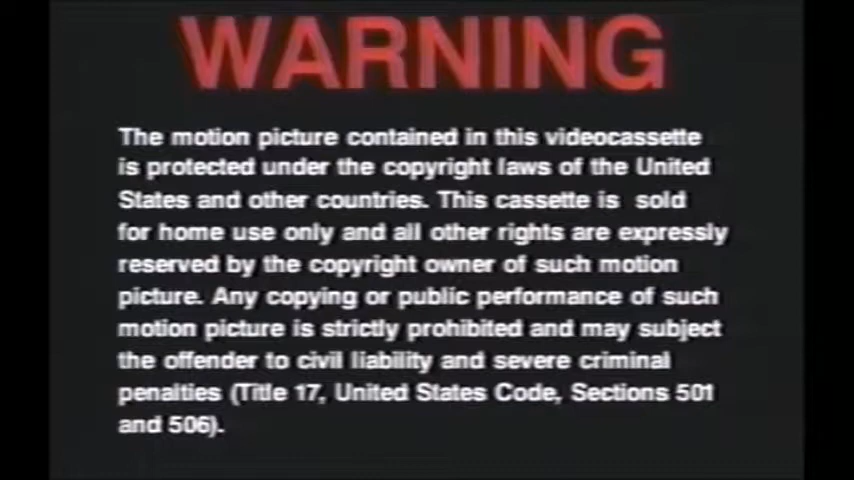 WARNING
The motion picture contained in this videocassette
is protected under the copyright laws of the United
States and other countries. This cassette is sold
for home use only and all other rights are expressly
reserved by the copyright owner of such motion
picture. Any copying or public performance of such
motion picture is strictly prohibited and may subject
the offender to civil liability and severe criminal
penalties (Title 17, United States Code, Sections 501
and 506).